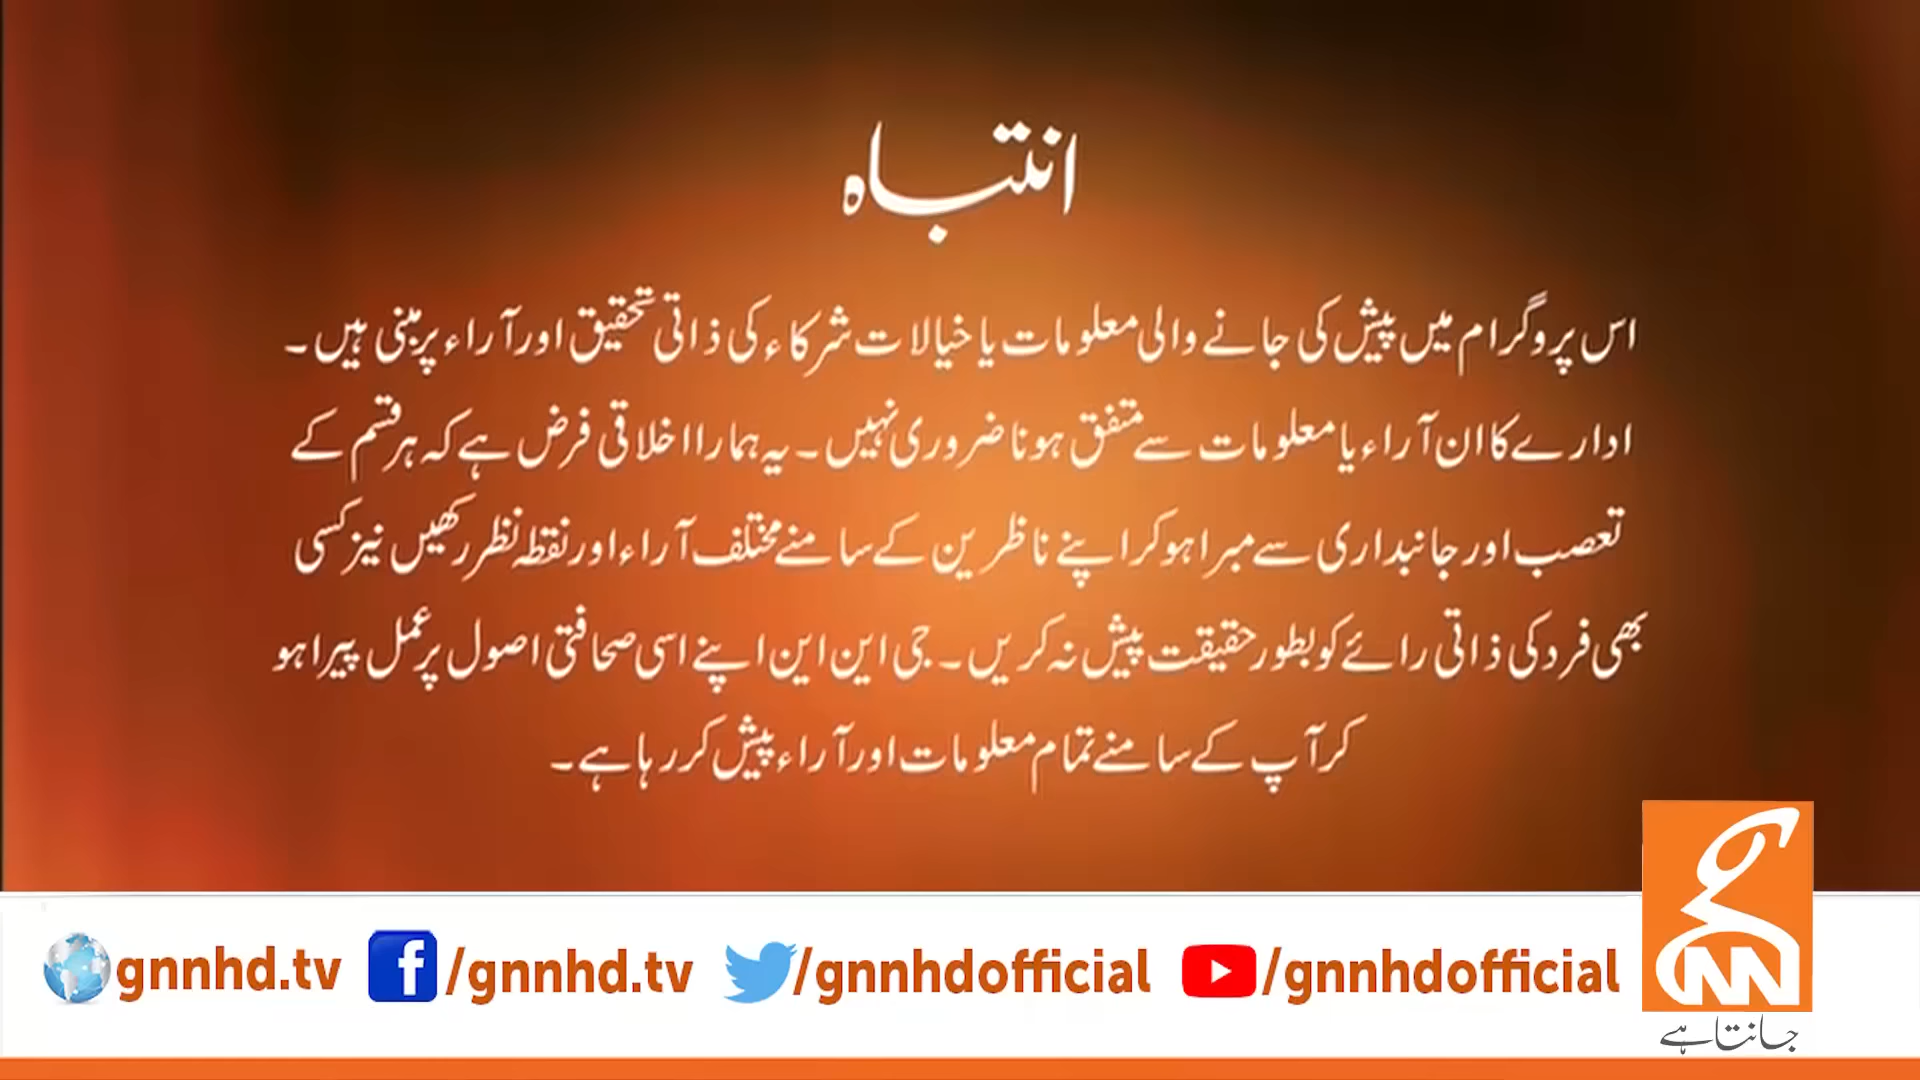 انتباہ
اس پروگرام میں پیش کی جانے والی معلومات یا خیالات شرکاء کی ذاتی تحقیق اور آراء پر مبنی ہیں۔
ادارے کا ان آراء یا معلومات سے متفق ہونا ضروری نہیں۔ یہ ہمارا اخلاقی فرض ہے کہ ہر قسم کے
تعصب اور جانبداری سے مبرا ہو کر اپنے ناظرین کے سامنے مختلف آراء اور نقطہ نظر رکھیں نیز کسی
بھی فرد کی ذاتی رائے کو بطور حقیقت پیش نہ کریں۔ جی این این اپنے اسی صحافتی اصول پر عمل پیرا ہو
کر آپ کے سامنے تمام معلومات اور آراء پیش کر رہا ہے۔
gnnhd.tv /gnnhd.tv /gnnhdofficial /gnnhdofficial
GNN
جانتا ہے